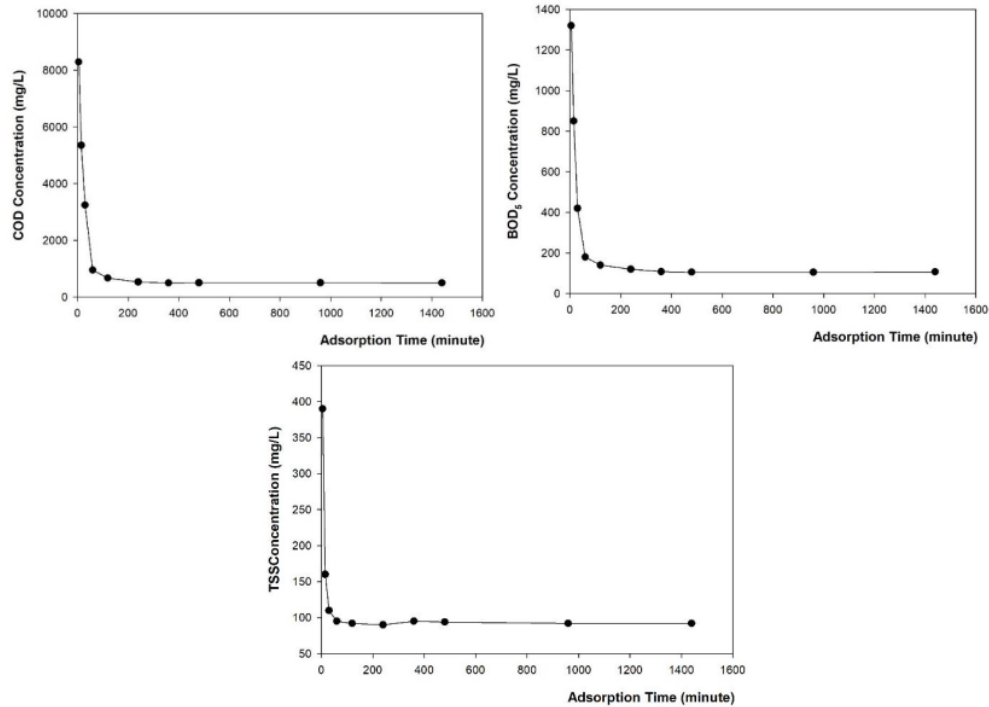 10000
8000
6000
4000
2000
0
COD Concentration (mg/L)
0 200 400 600 800 1000 1200 1400 1600
Adsorption Time (minute)
1400
1200
1000
800
600
400
200
0
BOD5 Concentration (mg/L)
0 200 400 600 800 1000 1200 1400 1600
Adsorption Time (minute)
450
400
350
300
250
200
150
100
50
TSSConcentration (mg/L)
0 200 400 600 800 1000 1200 1400 1600
Adsorption Time (minute)